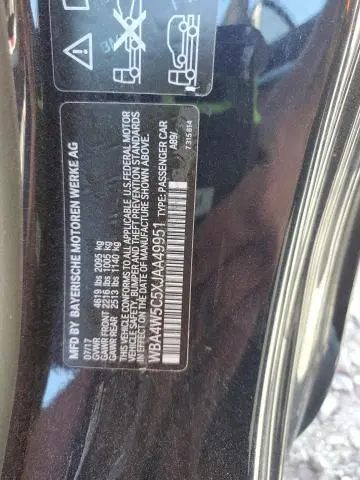 MFD BY BAYERISCHE MOTOREN WERKE AG
07/17
GVWR 4619 lbs 2095 kg
GAWR FRONT 2216 lbs 1005 kg
GAWR REAR 2513 lbs 1140 kg
THIS VEHICLE CONFORMS TO ALL APPLICABLE U.S.FEDERAL MOTOR
VEHICLE SAFETY, BUMPER AND THEFT PREVENTION STANDARDS
IN EFFECT ON THE DATE OF MANUFACTURE SHOWN ABOVE.
WBA4W5C5XJAA49951 TYPE: PASSENGER CAR
A89/
7315814